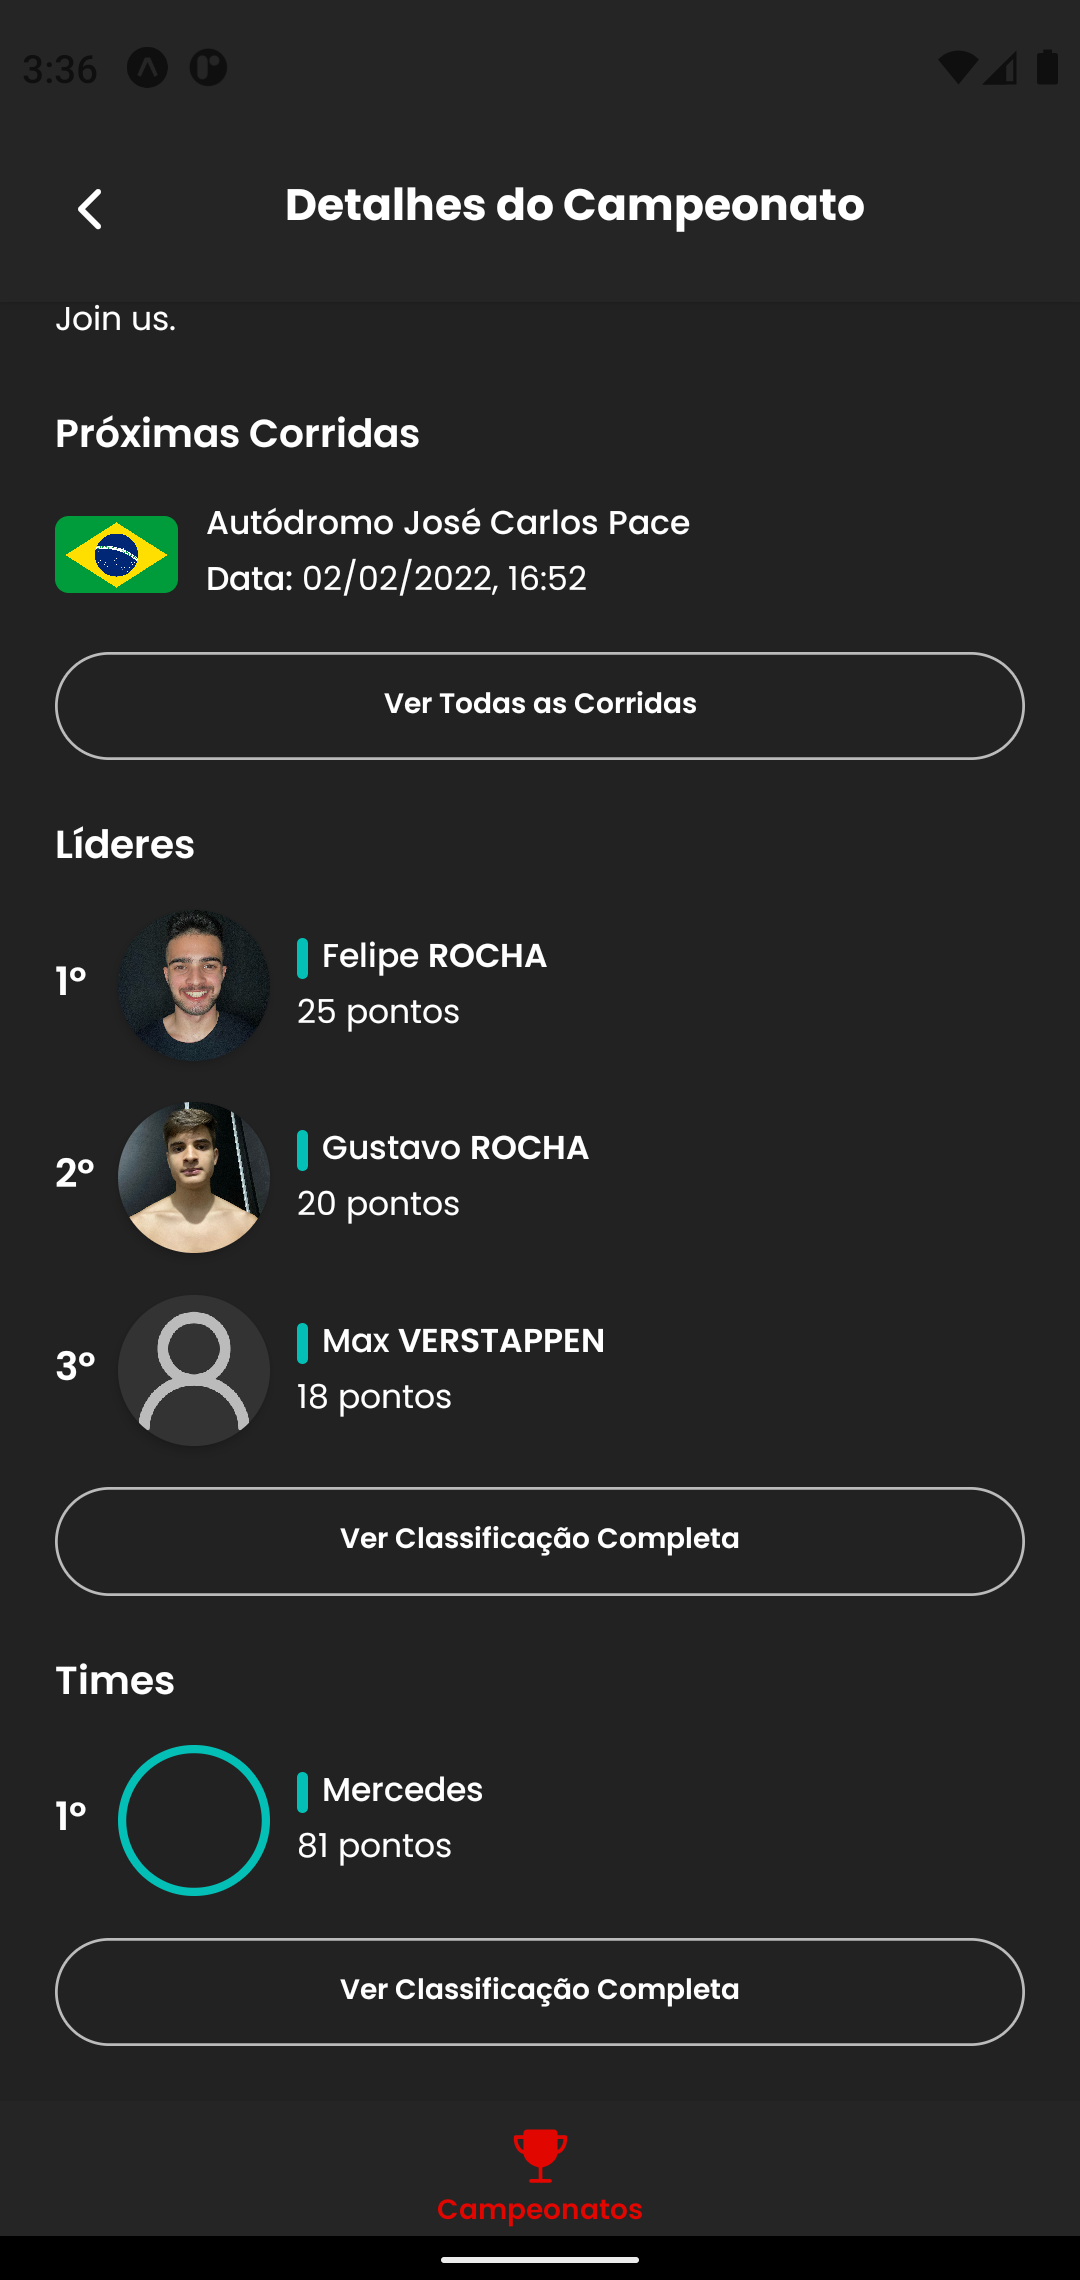 3:36
Detalhes do Campeonato
Join us.
Próximas Corridas
Autódromo José Carlos Pace
Data: 02/02/2022, 16:52
Ver Todas as Corridas
Líderes
1º
Felipe ROCHA
25 pontos
2º
Gustavo ROCHA
20 pontos
3º
Max VERSTAPPEN
18 pontos
Ver Classificação Completa
Times
1º
Mercedes
81 pontos
Ver Classificação Completa
Campeonatos